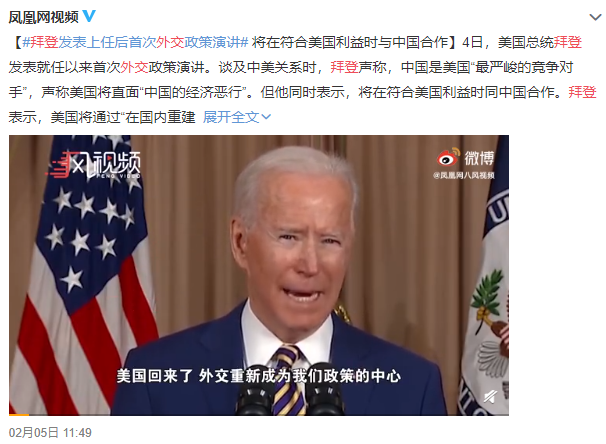 凤凰网视频
【#拜登发表上任后首次外交政策演讲# 将在符合美国利益时与中国合作】4日，美国总统拜登
发表就任以来首次外交政策演讲。谈及中美关系时，拜登声称，中国是美国“最严峻的竞争对
手”，声称美国将直面“中国的经济恶行”。但他同时表示，将在符合美国利益时同中国合作。拜登
表示，美国将通过“在国内重建 展开全文
风视频
FENG VIDEO
微博
@凤凰网八风视频
美国回来了 外交重新成为我们政策的中心
02月05日 11:49